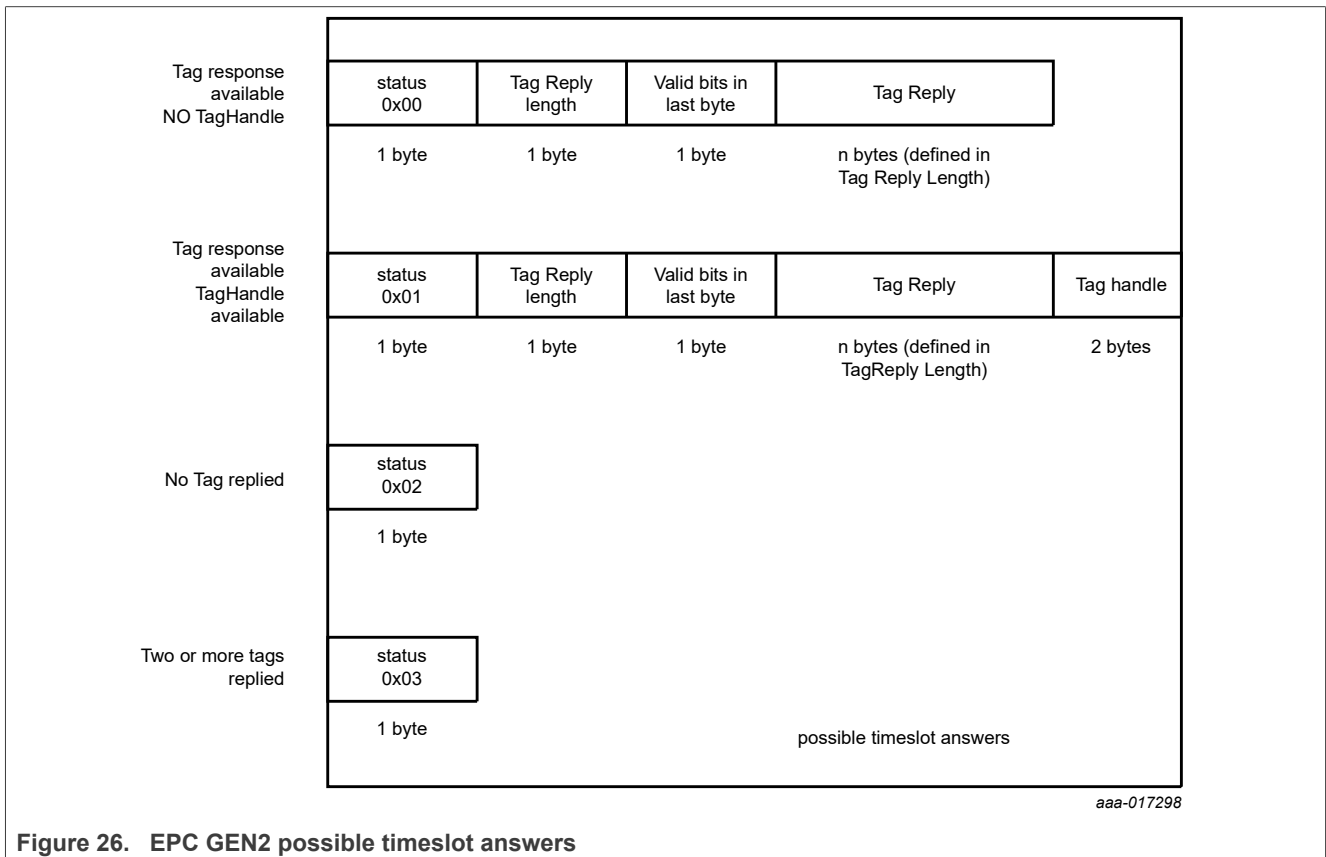 Tag response
available
NO TagHandle
status
0x00
Tag Reply
length
Valid bits in
last byte
Tag Reply
1 byte
1 byte
1 byte
n bytes (defined in
Tag Reply Length)
Tag response
available
TagHandle
available
status
0x01
Tag Reply
length
Valid bits in
last byte
Tag Reply
Tag handle
1 byte
1 byte
1 byte
n bytes (defined in
TagReply Length)
2 bytes
No Tag replied
status
0x02
1 byte
Two or more tags
replied
status
0x03
1 byte
possible timeslot answers
aaa-017298
Figure 26. EPC GEN2 possible timeslot answers